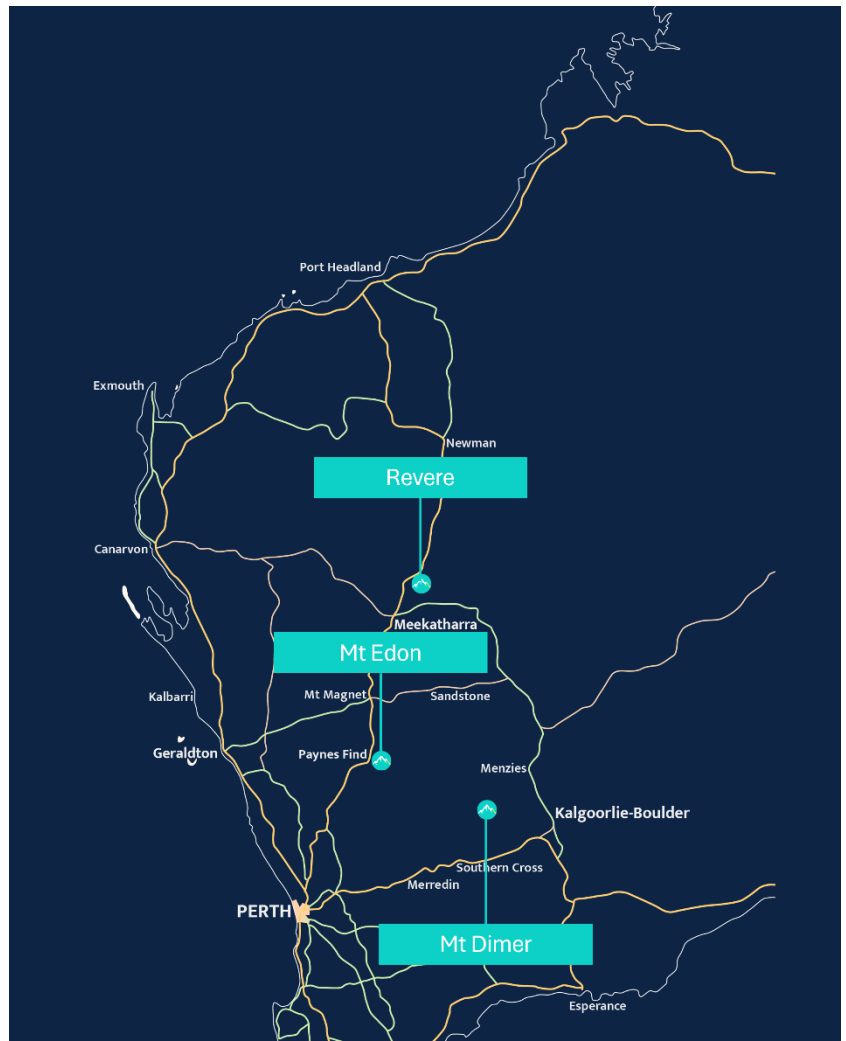 Port Headland
Exmouth
Newman
Revere
Canarvon
Meekatharra
Mt Edon
Mt Magnet
Sandstone
Kalbarri
Geraldton
Paynes Find
Menzies
Kalgoorlie-Boulder
Southern Cross
Merredin
PERTH
Mt Dimer
Esperance